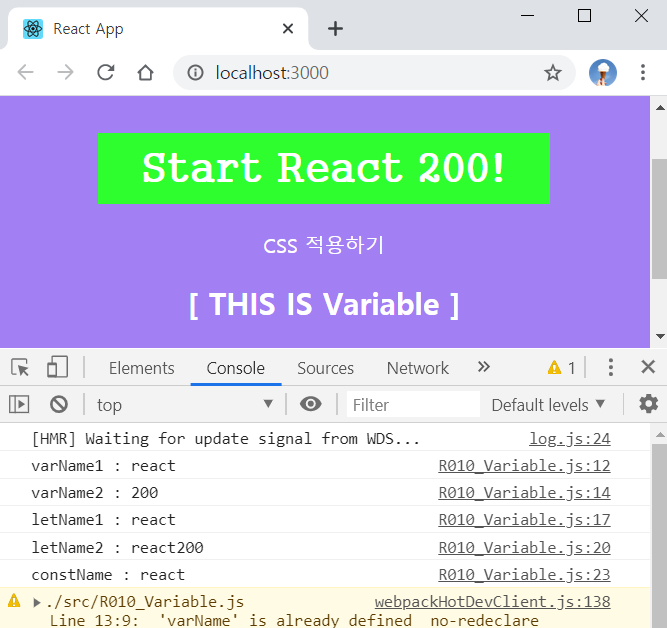 React App
localhost:3000
Start React 200!
CSS 적용하기
[ THIS IS Variable ]
Elements Console Sources Network » 1
top Filter Default levels
[HMR] Waiting for update signal from WDS... log.js:24
varName1 : react R010_Variable.js:12
varName2 : 200 R010_Variable.js:14
letName1 : react R010_Variable.js:17
letName2 : react200 R010_Variable.js:20
constName : react R010_Variable.js:23
./src/R010_Variable.js webpackHotDevClient.js:138
Line 13:9: 'varName' is already defined no-redeclare